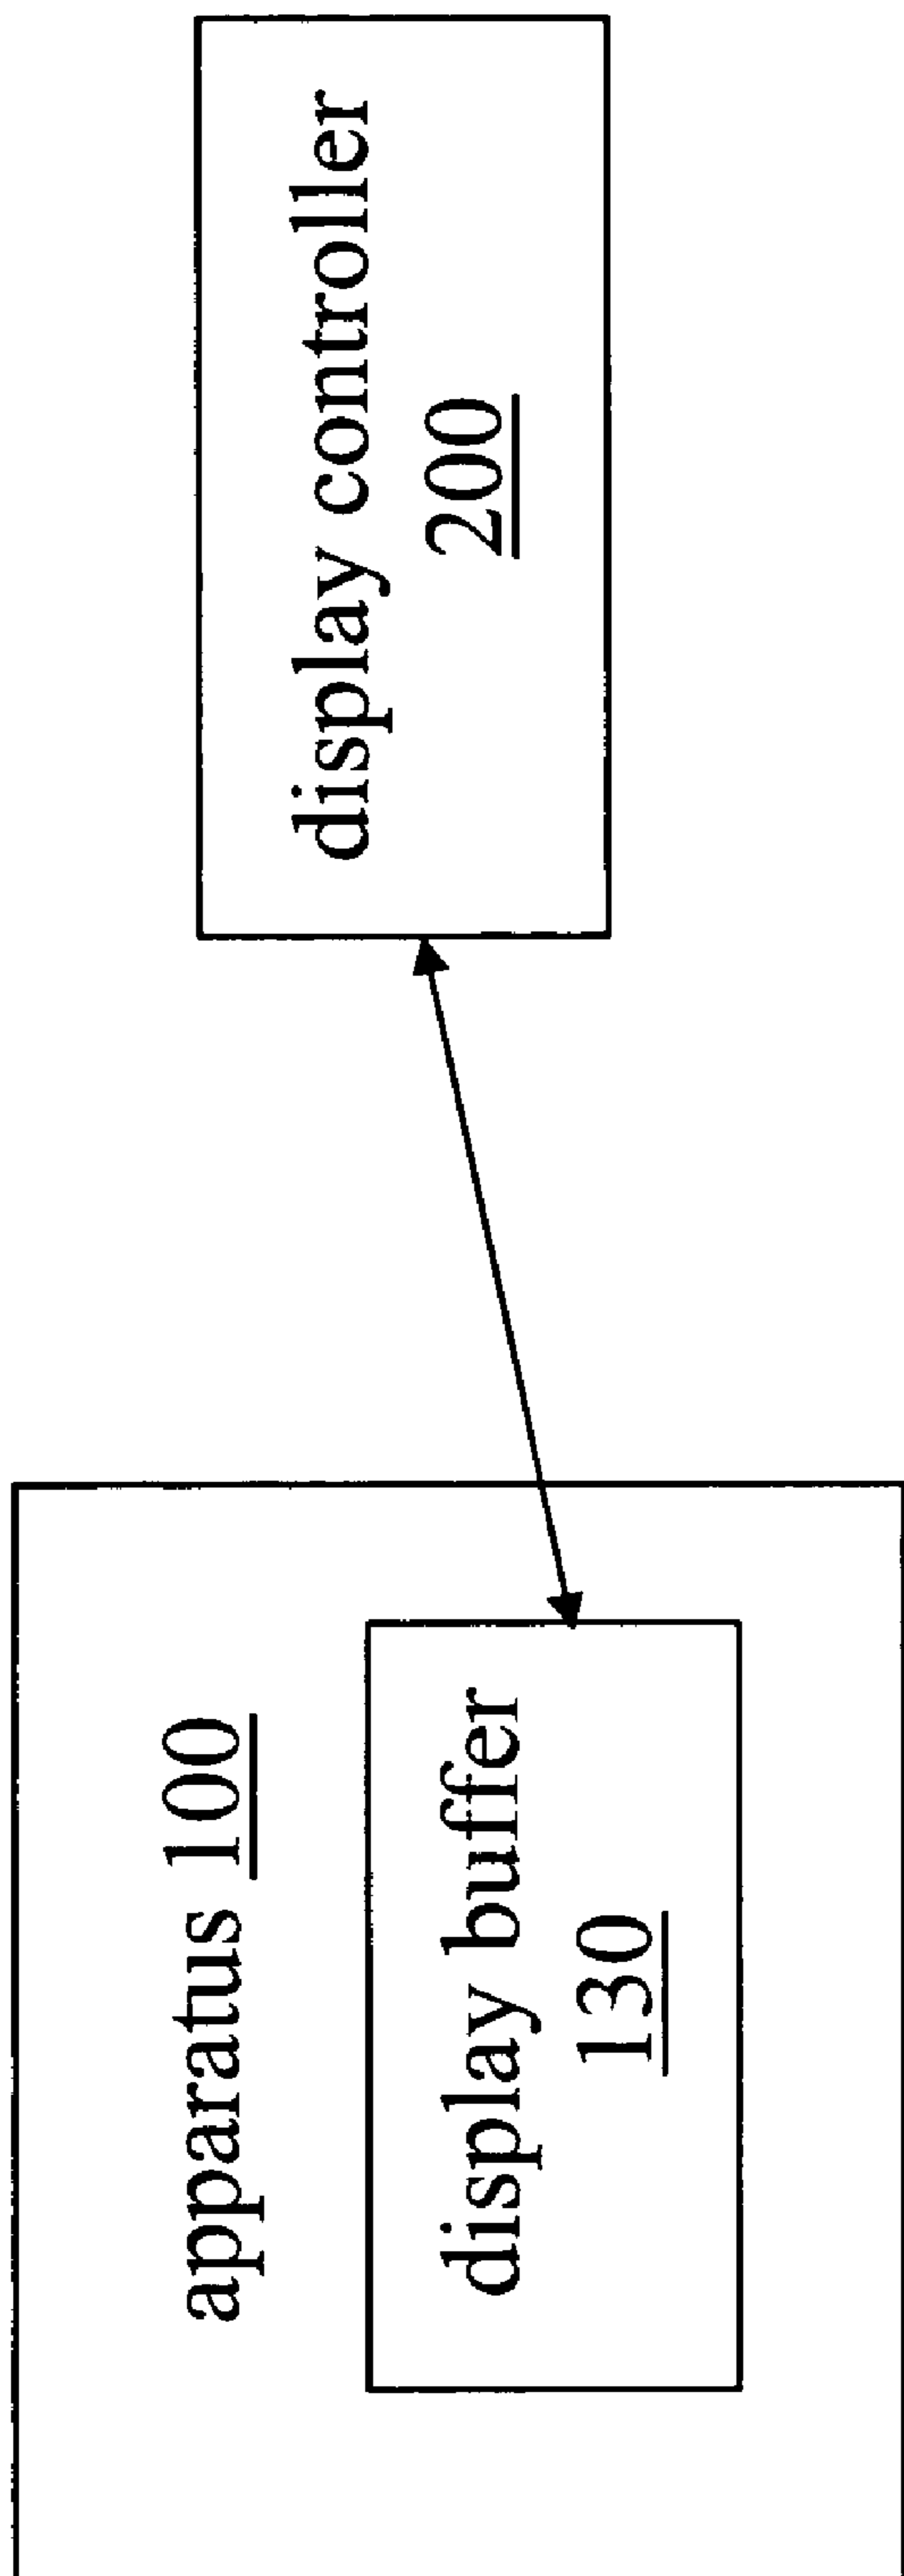 apparatus 100
display buffer
130
display controller
200